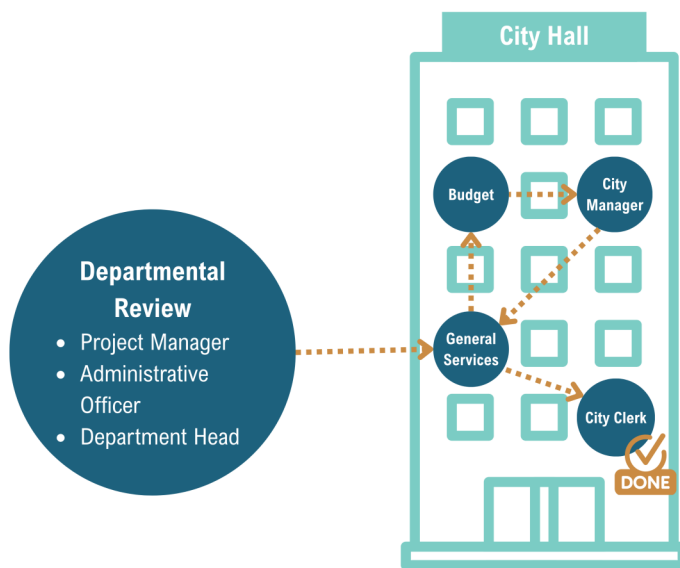 City Hall
Budget
City
Manager
Departmental
Review
• Project Manager
• Administrative
Officer
• Department Head
General
Services
City Clerk
DONE